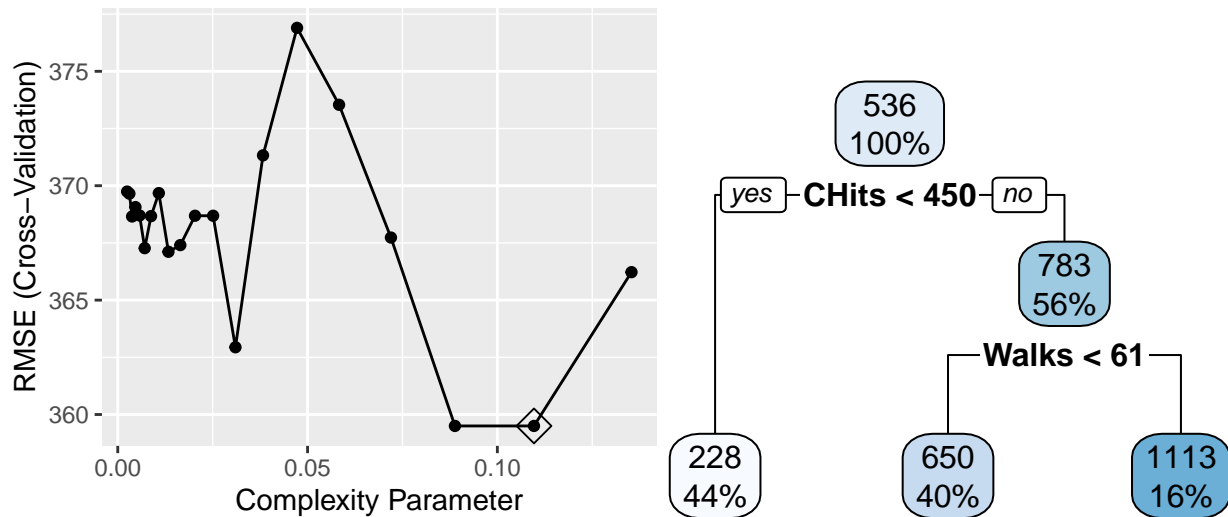 375
370
365
360
RMSE (Cross−Validation)
0.00
0.05
0.10
Complexity Parameter
536
100%
yes
CHits < 450
no
783
56%
Walks < 61
228
44%
650
40%
1113
16%